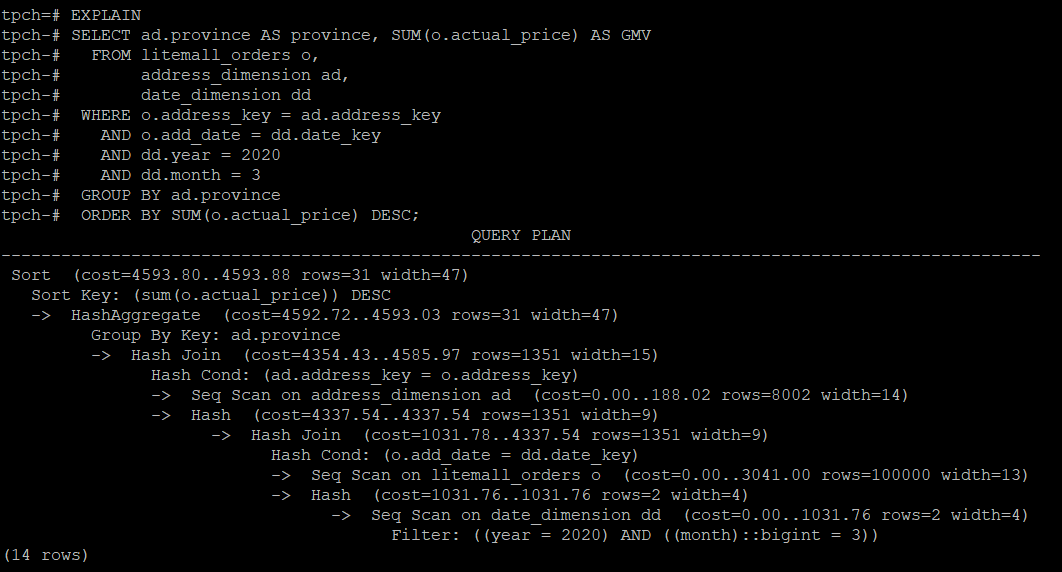 tpch=# EXPLAIN
tpch-# SELECT ad.province AS province, SUM(o.actual_price) AS GMV
tpch-#   FROM litemall_orders o,
tpch-#        address_dimension ad,
tpch-#        date_dimension dd
tpch-#  WHERE o.address_key = ad.address_key
tpch-#    AND o.add_date = dd.date_key
tpch-#    AND dd.year = 2020
tpch-#    AND dd.month = 3
tpch-#  GROUP BY ad.province
tpch-#  ORDER BY SUM(o.actual_price) DESC;
                                               QUERY PLAN
--------------------------------------------------------------------------------------------------------
 Sort  (cost=4593.80..4593.88 rows=31 width=47)
   Sort Key: (sum(o.actual_price)) DESC
   ->  HashAggregate  (cost=4592.72..4593.03 rows=31 width=47)
         Group By Key: ad.province
         ->  Hash Join  (cost=4354.43..4585.97 rows=1351 width=15)
               Hash Cond: (ad.address_key = o.address_key)
               ->  Seq Scan on address_dimension ad  (cost=0.00..188.02 rows=8002 width=14)
               ->  Hash  (cost=4337.54..4337.54 rows=1351 width=9)
                     ->  Hash Join  (cost=1031.78..4337.54 rows=1351 width=9)
                           Hash Cond: (o.add_date = dd.date_key)
                           ->  Seq Scan on litemall_orders o  (cost=0.00..3041.00 rows=100000 width=13)
                           ->  Hash  (cost=1031.76..1031.76 rows=2 width=4)
                                 ->  Seq Scan on date_dimension dd  (cost=0.00..1031.76 rows=2 width=4)
                                       Filter: ((year = 2020) AND ((month)::bigint = 3))
(14 rows)